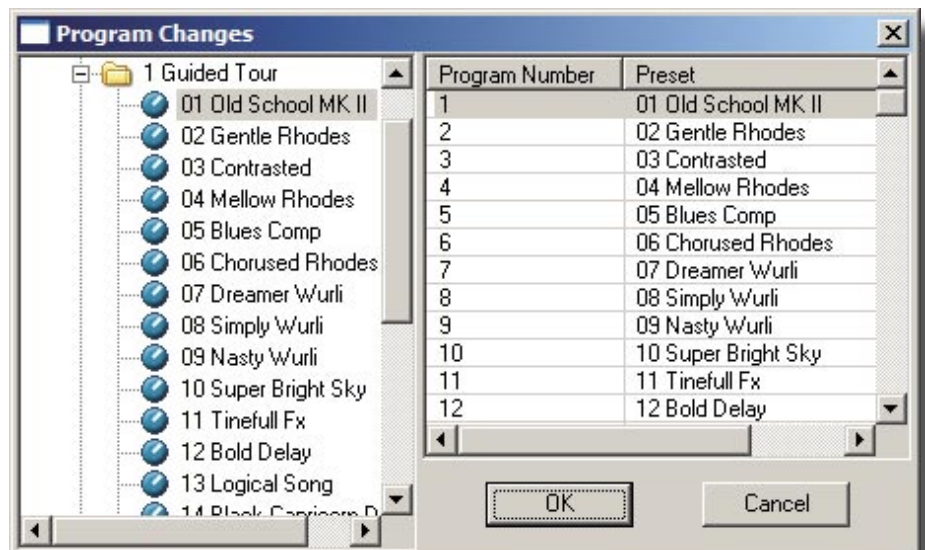 Program Changes
1 Guided Tour
01 Old School MK II
02 Gentle Rhodes
03 Contrasted
04 Mellow Rhodes
05 Blues Comp
06 Chorused Rhodes
07 Dreamer Wurli
08 Simply Wurli
09 Nasty Wurli
10 Super Bright Sky
11 Tinefull Fx
12 Bold Delay
13 Logical Song
14 Black Capricorn D
Program Number Preset
1 01 Old School MK II
2 02 Gentle Rhodes
3 03 Contrasted
4 04 Mellow Rhodes
5 05 Blues Comp
6 06 Chorused Rhodes
7 07 Dreamer Wurli
8 08 Simply Wurli
9 09 Nasty Wurli
10 10 Super Bright Sky
11 11 Tinefull Fx
12 12 Bold Delay
OK Cancel